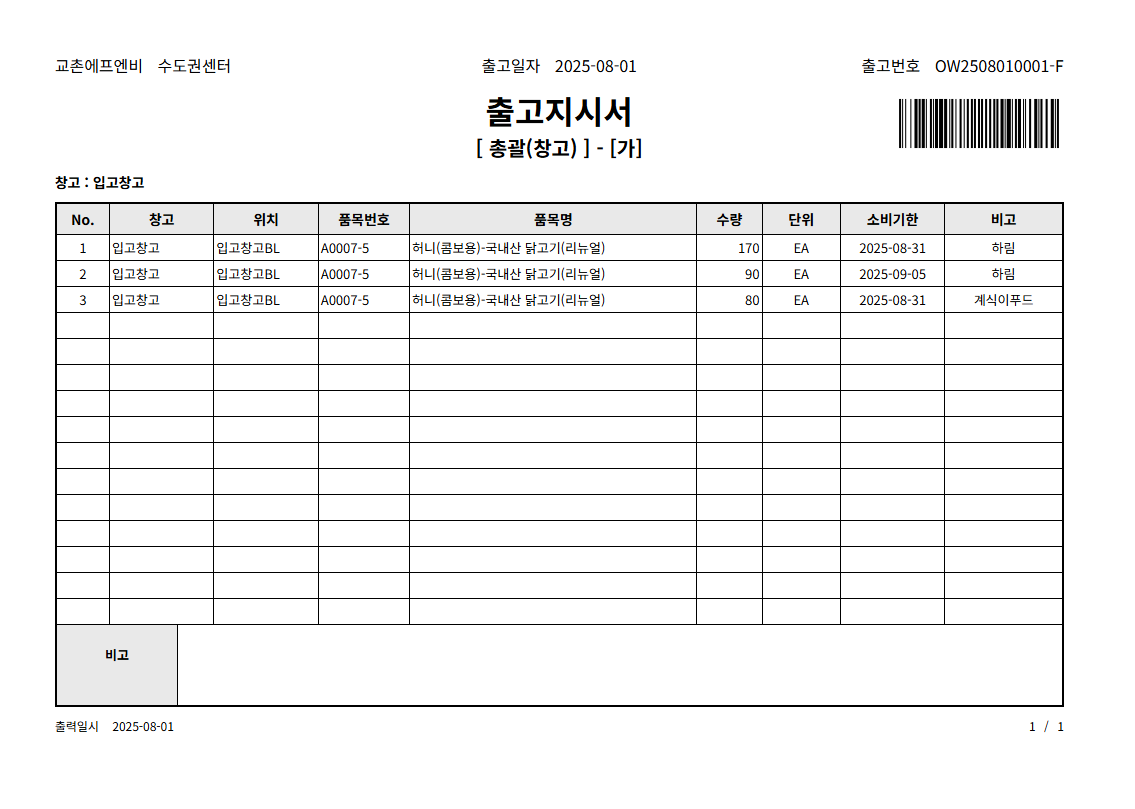 교촌에프엔비 수도권센터 출고일자 2025-08-01 출고번호 OW2508010001-F
출고지시서
[ 총괄(창고) ] - [가]
창고 : 입고창고
No. 창고 위치 품목번호 품목명 수량 단위 소비기한 비고
1 입고창고 입고창고BL A0007-5 허니(콤보용)-국내산 닭고기(리뉴얼) 170 EA 2025-08-31 하림
2 입고창고 입고창고BL A0007-5 허니(콤보용)-국내산 닭고기(리뉴얼) 90 EA 2025-09-05 하림
3 입고창고 입고창고BL A0007-5 허니(콤보용)-국내산 닭고기(리뉴얼) 80 EA 2025-08-31 계식이푸드
비고
출력일시 2025-08-01 1 / 1